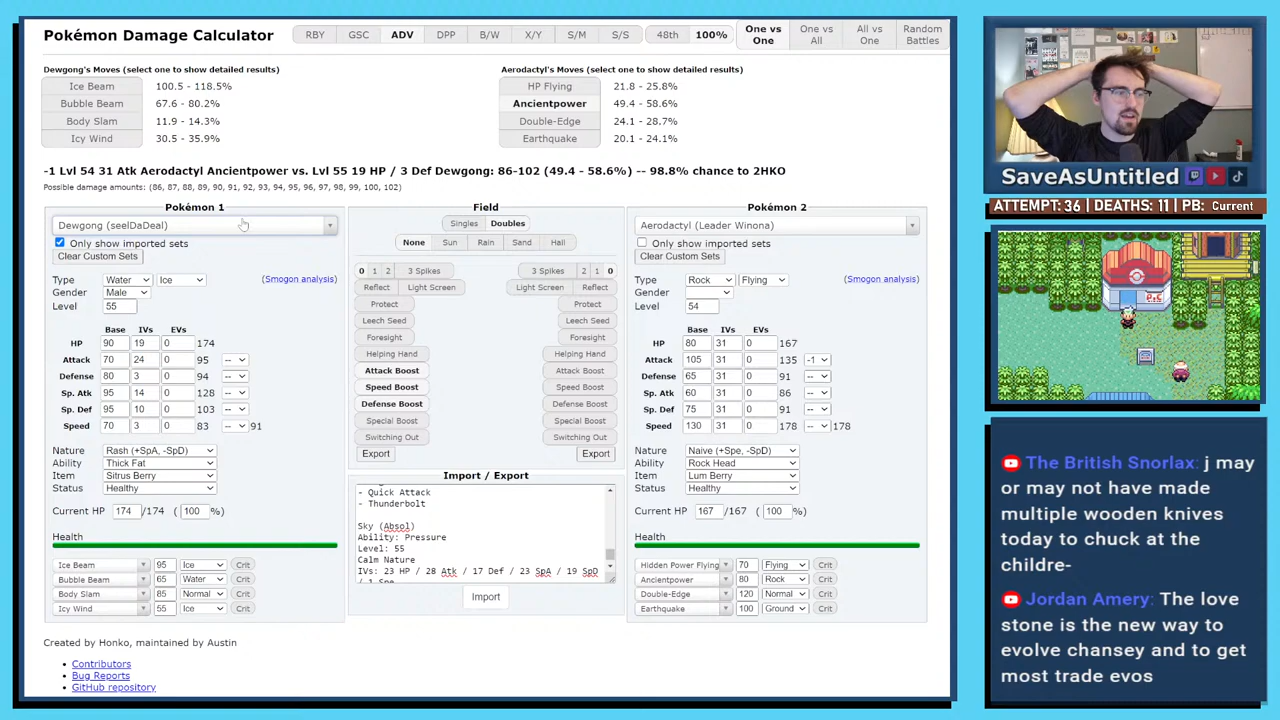 Pokémon Damage Calculator
RBY GSC ADV DPP B/W X/Y S/M S/S 48th 100%
One vs One
One vs All
All vs One
Random Battles
Dewgong's Moves (select one to show detailed results)
Ice Beam 100.5 - 118.5%
Bubble Beam 67.6 - 80.2%
Body Slam 11.9 - 14.3%
Icy Wind 30.5 - 35.9%
Aerodactyl's Moves (select one to show detailed results)
HP Flying 21.8 - 25.8%
Ancientpower 49.4 - 58.6%
Double-Edge 24.1 - 28.7%
Earthquake 20.1 - 24.1%
-1 Lvl 54 31 Atk Aerodactyl Ancientpower vs. Lvl 55 19 HP / 3 Def Dewgong: 86-102 (49.4 - 58.6%) -- 98.8% chance to 2HKO
Possible damage amounts: (86, 87, 88, 89, 90, 91, 92, 93, 94, 95, 96, 97, 98, 99, 100, 102)
Pokémon 1
Dewgong (seelDaDeal)
Only show imported sets
Clear Custom Sets
Type Water Ice (Smogon analysis)
Gender Male
Level 55
Base IVs EVs
HP 90 19 0 174
Attack 70 24 0 95 --
Defense 80 3 0 94 --
Sp. Atk 95 14 0 128 --
Sp. Def 95 10 0 103 --
Speed 70 3 0 83 -- 91
Nature Rash (+SpA, -SpD)
Ability Thick Fat
Item Sitrus Berry
Status Healthy
Current HP 174 /174 ( 100 %)
Health
Ice Beam 95 Ice Crit
Bubble Beam 65 Water Crit
Body Slam 85 Normal Crit
Icy Wind 55 Ice Crit
Field
Singles Doubles
None Sun Rain Sand Hail
0 1 2 3 Spikes 3 Spikes 2 1 0
Reflect Light Screen Light Screen Reflect
Protect Protect
Leech Seed Leech Seed
Foresight Foresight
Helping Hand Helping Hand
Attack Boost Attack Boost
Speed Boost Speed Boost
Defense Boost Defense Boost
Special Boost Special Boost
Switching Out Switching Out
Export Export
Import / Export
- Quick Attack
- Thunderbolt
Sky (Absol)
Ability: Pressure
Level: 55
Calm Nature
IVs: 23 HP / 28 Atk / 17 Def / 23 SpA / 19 SpD
/ 1 Spe
Import
Pokémon 2
Aerodactyl (Leader Winona)
Only show imported sets
Clear Custom Sets
Type Rock Flying (Smogon analysis)
Gender
Level 54
Base IVs EVs
HP 80 31 0 167
Attack 105 31 0 135 -1
Defense 65 31 0 91 --
Sp. Atk 60 31 0 86 --
Sp. Def 75 31 0 91 --
Speed 130 31 0 178 -- 178
Nature Naive (+Spe, -SpD)
Ability Rock Head
Item Lum Berry
Status Healthy
Current HP 167 /167 ( 100 %)
Health
Hidden Power Flying 70 Flying Crit
Ancientpower 80 Rock Crit
Double-Edge 120 Normal Crit
Earthquake 100 Ground Crit
Created by Honko, maintained by Austin
• Contributors
• Bug Reports
• GitHub repository
SaveAsUntitled
ATTEMPT: 36 | DEATHS: 11 | PB: Current
P.C
The British Snorlax: j may
or may not have made
multiple wooden knives
today to chuck at the
childre-
Jordan Amery: The love
stone is the new way to
evolve chansey and to get
most trade evos